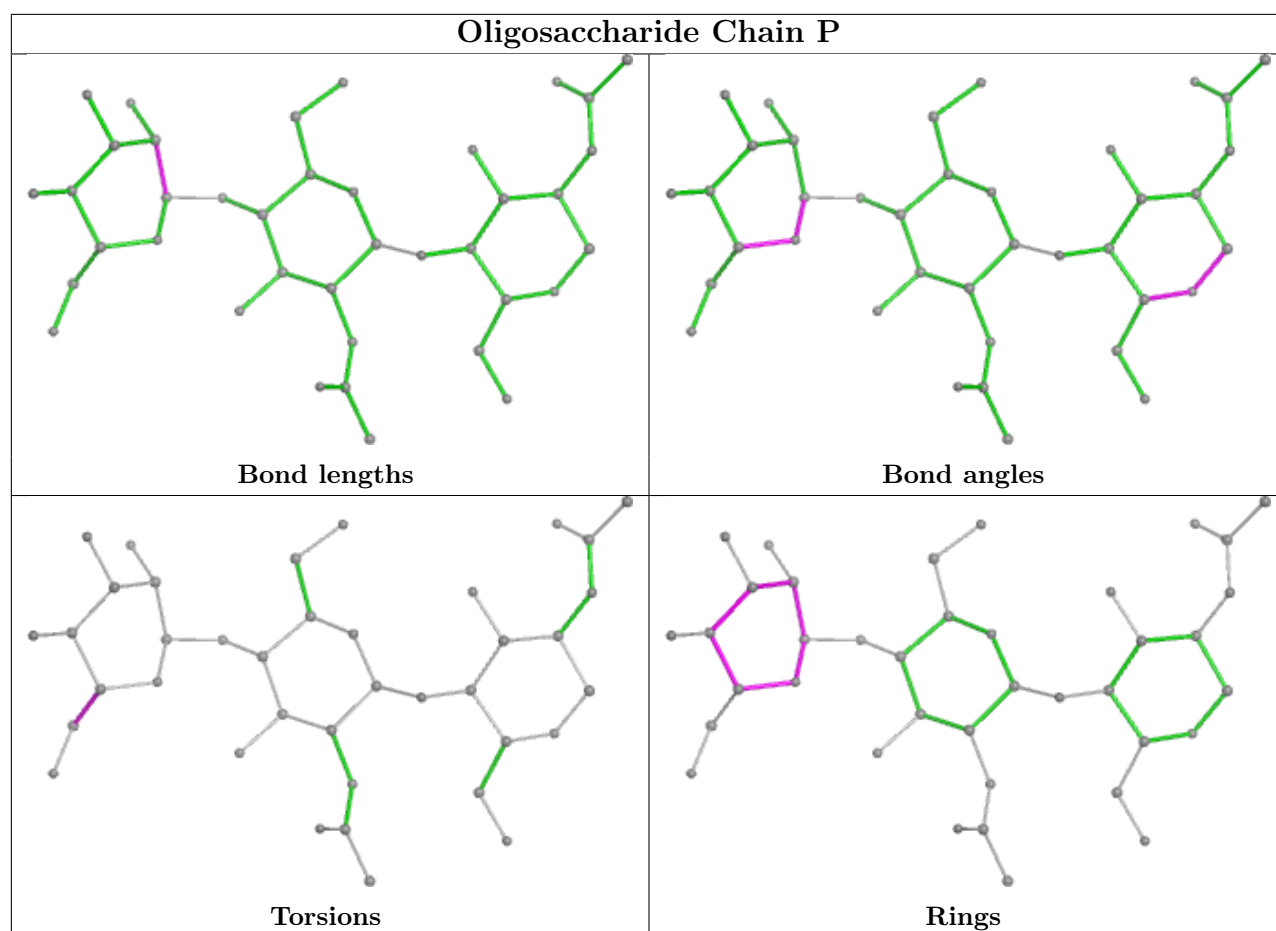 Oligosaccharide Chain P
Bond lengths
Bond angles
Torsions
Rings